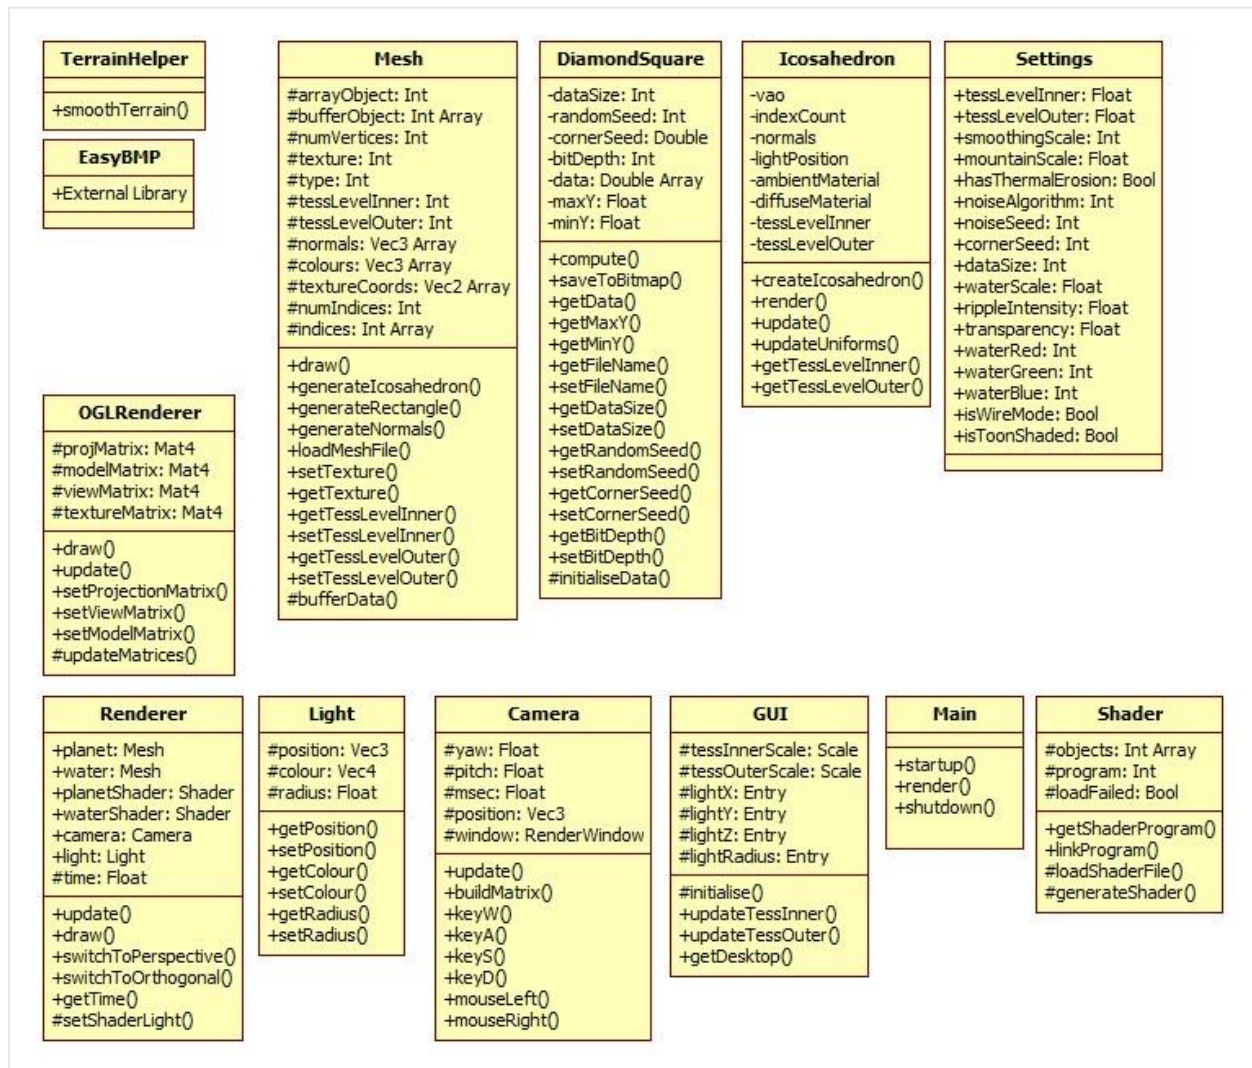 TerrainHelper
+smoothTerrain()
EasyBMP
+External Library
Mesh
#arrayObject: Int
#bufferObject: Int Array
#numVertices: Int
#texture: Int
#type: Int
#tessLevelInner: Int
#tessLevelOuter: Int
#normals: Vec3 Array
#colours: Vec3 Array
#textureCoords: Vec2 Array
#numIndices: Int
#indices: Int Array
+draw()
+generateIcosahedron()
+generateRectangle()
+generateNormals()
+loadMeshFile()
+setTexture()
+getTexture()
+getTessLevelInner()
+setTessLevelInner()
+getTessLevelOuter()
+setTessLevelOuter()
#bufferData()
DiamondSquare
-dataSize: Int
-randomSeed: Int
-cornerSeed: Double
-bitDepth: Int
-data: Double Array
-maxY: Float
-minY: Float
+compute()
+saveToBitmap()
+getData()
+getMaxY()
+getMinY()
+getFileName()
+setFileName()
+getDataSize()
+setDataSize()
+getRandomSeed()
+setRandomSeed()
+getCornerSeed()
+setCornerSeed()
+getBitDepth()
+setBitDepth()
#initialiseData()
Icosahedron
-vao
-indexCount
-normals
-lightPosition
-ambientMaterial
-diffuseMaterial
-tessLevelInner
-tessLevelOuter
+createIcosahedron()
+render()
+update()
+updateUniforms()
+getTessLevelInner()
+getTessLevelOuter()
Settings
+tessLevelInner: Float
+tessLevelOuter: Float
+smoothingScale: Int
+mountainScale: Float
+hasThermalErosion: Bool
+noiseAlgorithm: Int
+noiseSeed: Int
+cornerSeed: Int
+dataSize: Int
+waterScale: Float
+rippleIntensity: Float
+transparency: Float
+waterRed: Int
+waterGreen: Int
+waterBlue: Int
+isWireMode: Bool
+isToonShaded: Bool
OGLRenderer
#projMatrix: Mat4
#modelMatrix: Mat4
#viewMatrix: Mat4
#textureMatrix: Mat4
+draw()
+update()
+setProjectionMatrix()
+setViewMatrix()
+setModelMatrix()
#updateMatrices()
Renderer
+planet: Mesh
+water: Mesh
+planetShader: Shader
+waterShader: Shader
+camera: Camera
+light: Light
#time: Float
+update()
+draw()
+switchToPerspective()
+switchToOrthogonal()
+getTime()
#setShaderLight()
Light
#position: Vec3
#colour: Vec4
#radius: Float
+getPosition()
+setPosition()
+getColour()
+setColour()
+getRadius()
+setRadius()
Camera
#yaw: Float
#pitch: Float
#msec: Float
#position: Vec3
#window: RenderWindow
+update()
+buildMatrix()
+keyW()
+keyA()
+keyS()
+keyD()
+mouseLeft()
+mouseRight()
GUI
#tessInnerScale: Scale
#tessOuterScale: Scale
#lightX: Entry
#lightY: Entry
#lightZ: Entry
#lightRadius: Entry
#initialise()
+updateTessInner()
+updateTessOuter()
+getDesktop()
Main
+startup()
+render()
+shutdown()
Shader
#objects: Int Array
#program: Int
#loadFailed: Bool
+getShaderProgram()
+linkProgram()
#loadShaderFile()
#generateShader()